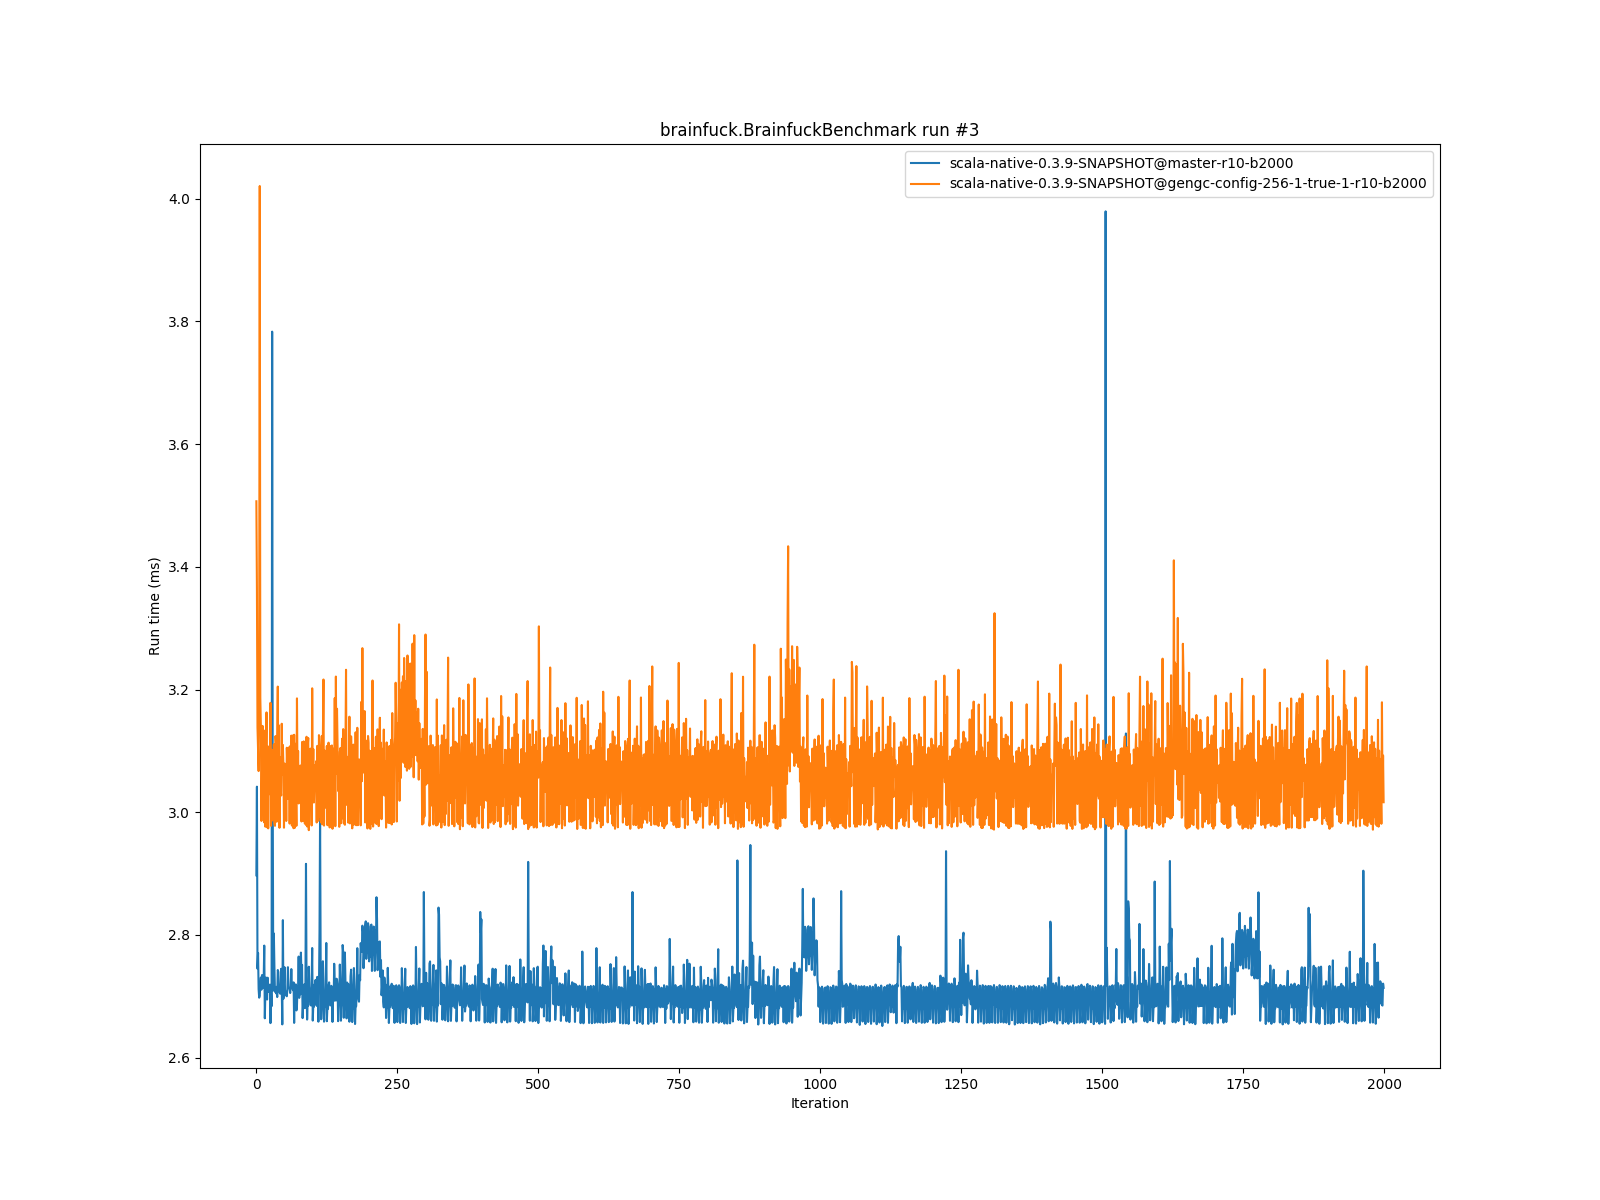 brainfuck.BrainfuckBenchmark run #3
scala-native-0.3.9-SNAPSHOT@master-r10-b2000
scala-native-0.3.9-SNAPSHOT@gengc-config-256-1-true-1-r10-b2000
Run time (ms)
4.0
3.8
3.6
3.4
3.2
3.0
2.8
2.6
0 250 500 750 1000 1250 1500 1750 2000
Iteration